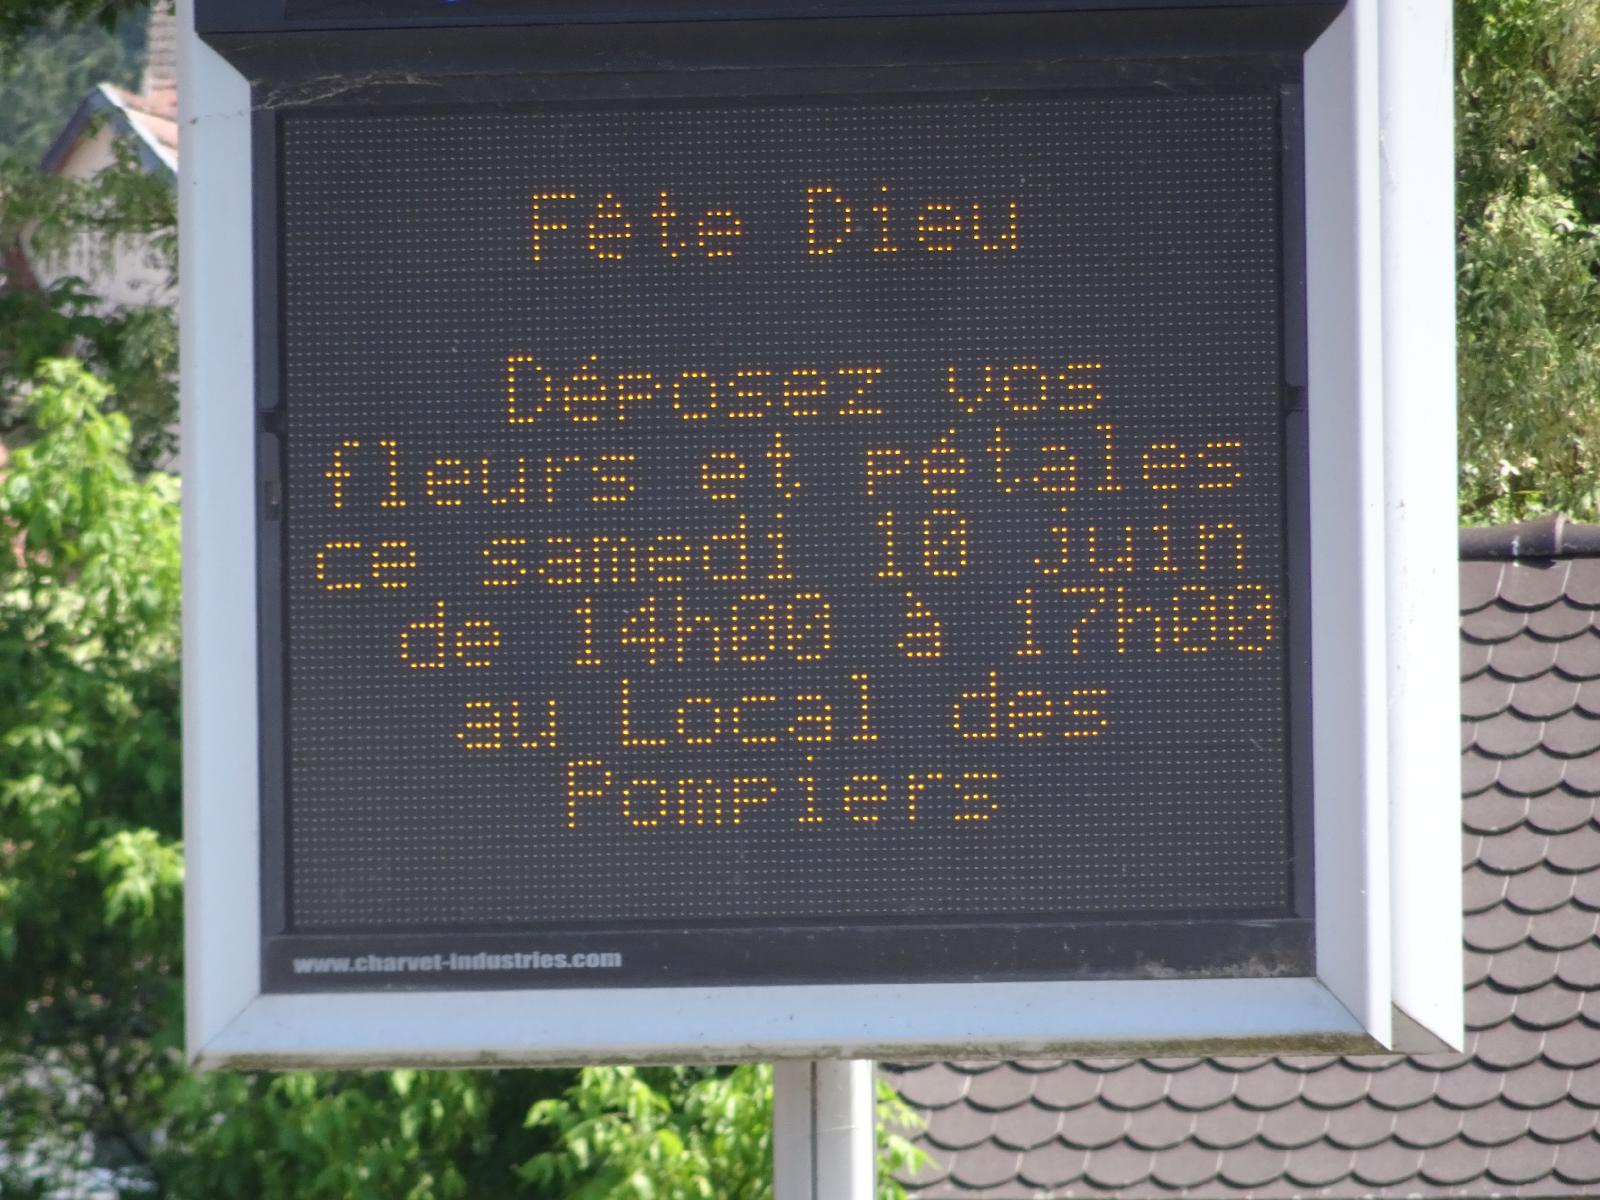 Fête Dieu
Déposez vos
fleurs et pétales
ce samedi 10 juin
de 14h00 à 17h00
au Local des
Pompiers
www.charvet-industries.com